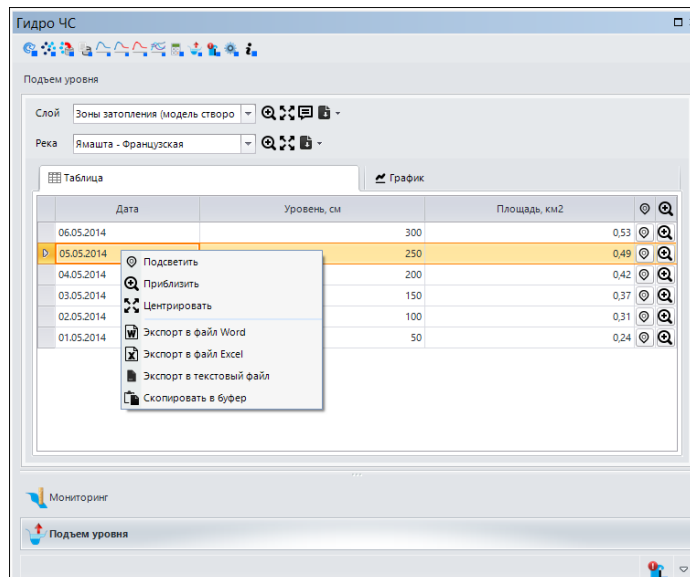 Гидро ЧС
Подъем уровня
Слой Зоны затопления (модель створо
Река Ямашта - Французская
Таблица График
Дата Уровень, см Площадь, км2
06.05.2014 300 0,53
05.05.2014 250 0,49
04.05.2014 200 0,42
03.05.2014 150 0,37
02.05.2014 100 0,31
01.05.2014 50 0,24
Подсветить
Приблизить
Центрировать
Экспорт в файл Word
Экспорт в файл Excel
Экспорт в текстовый файл
Скопировать в буфер
Мониторинг
Подъем уровня